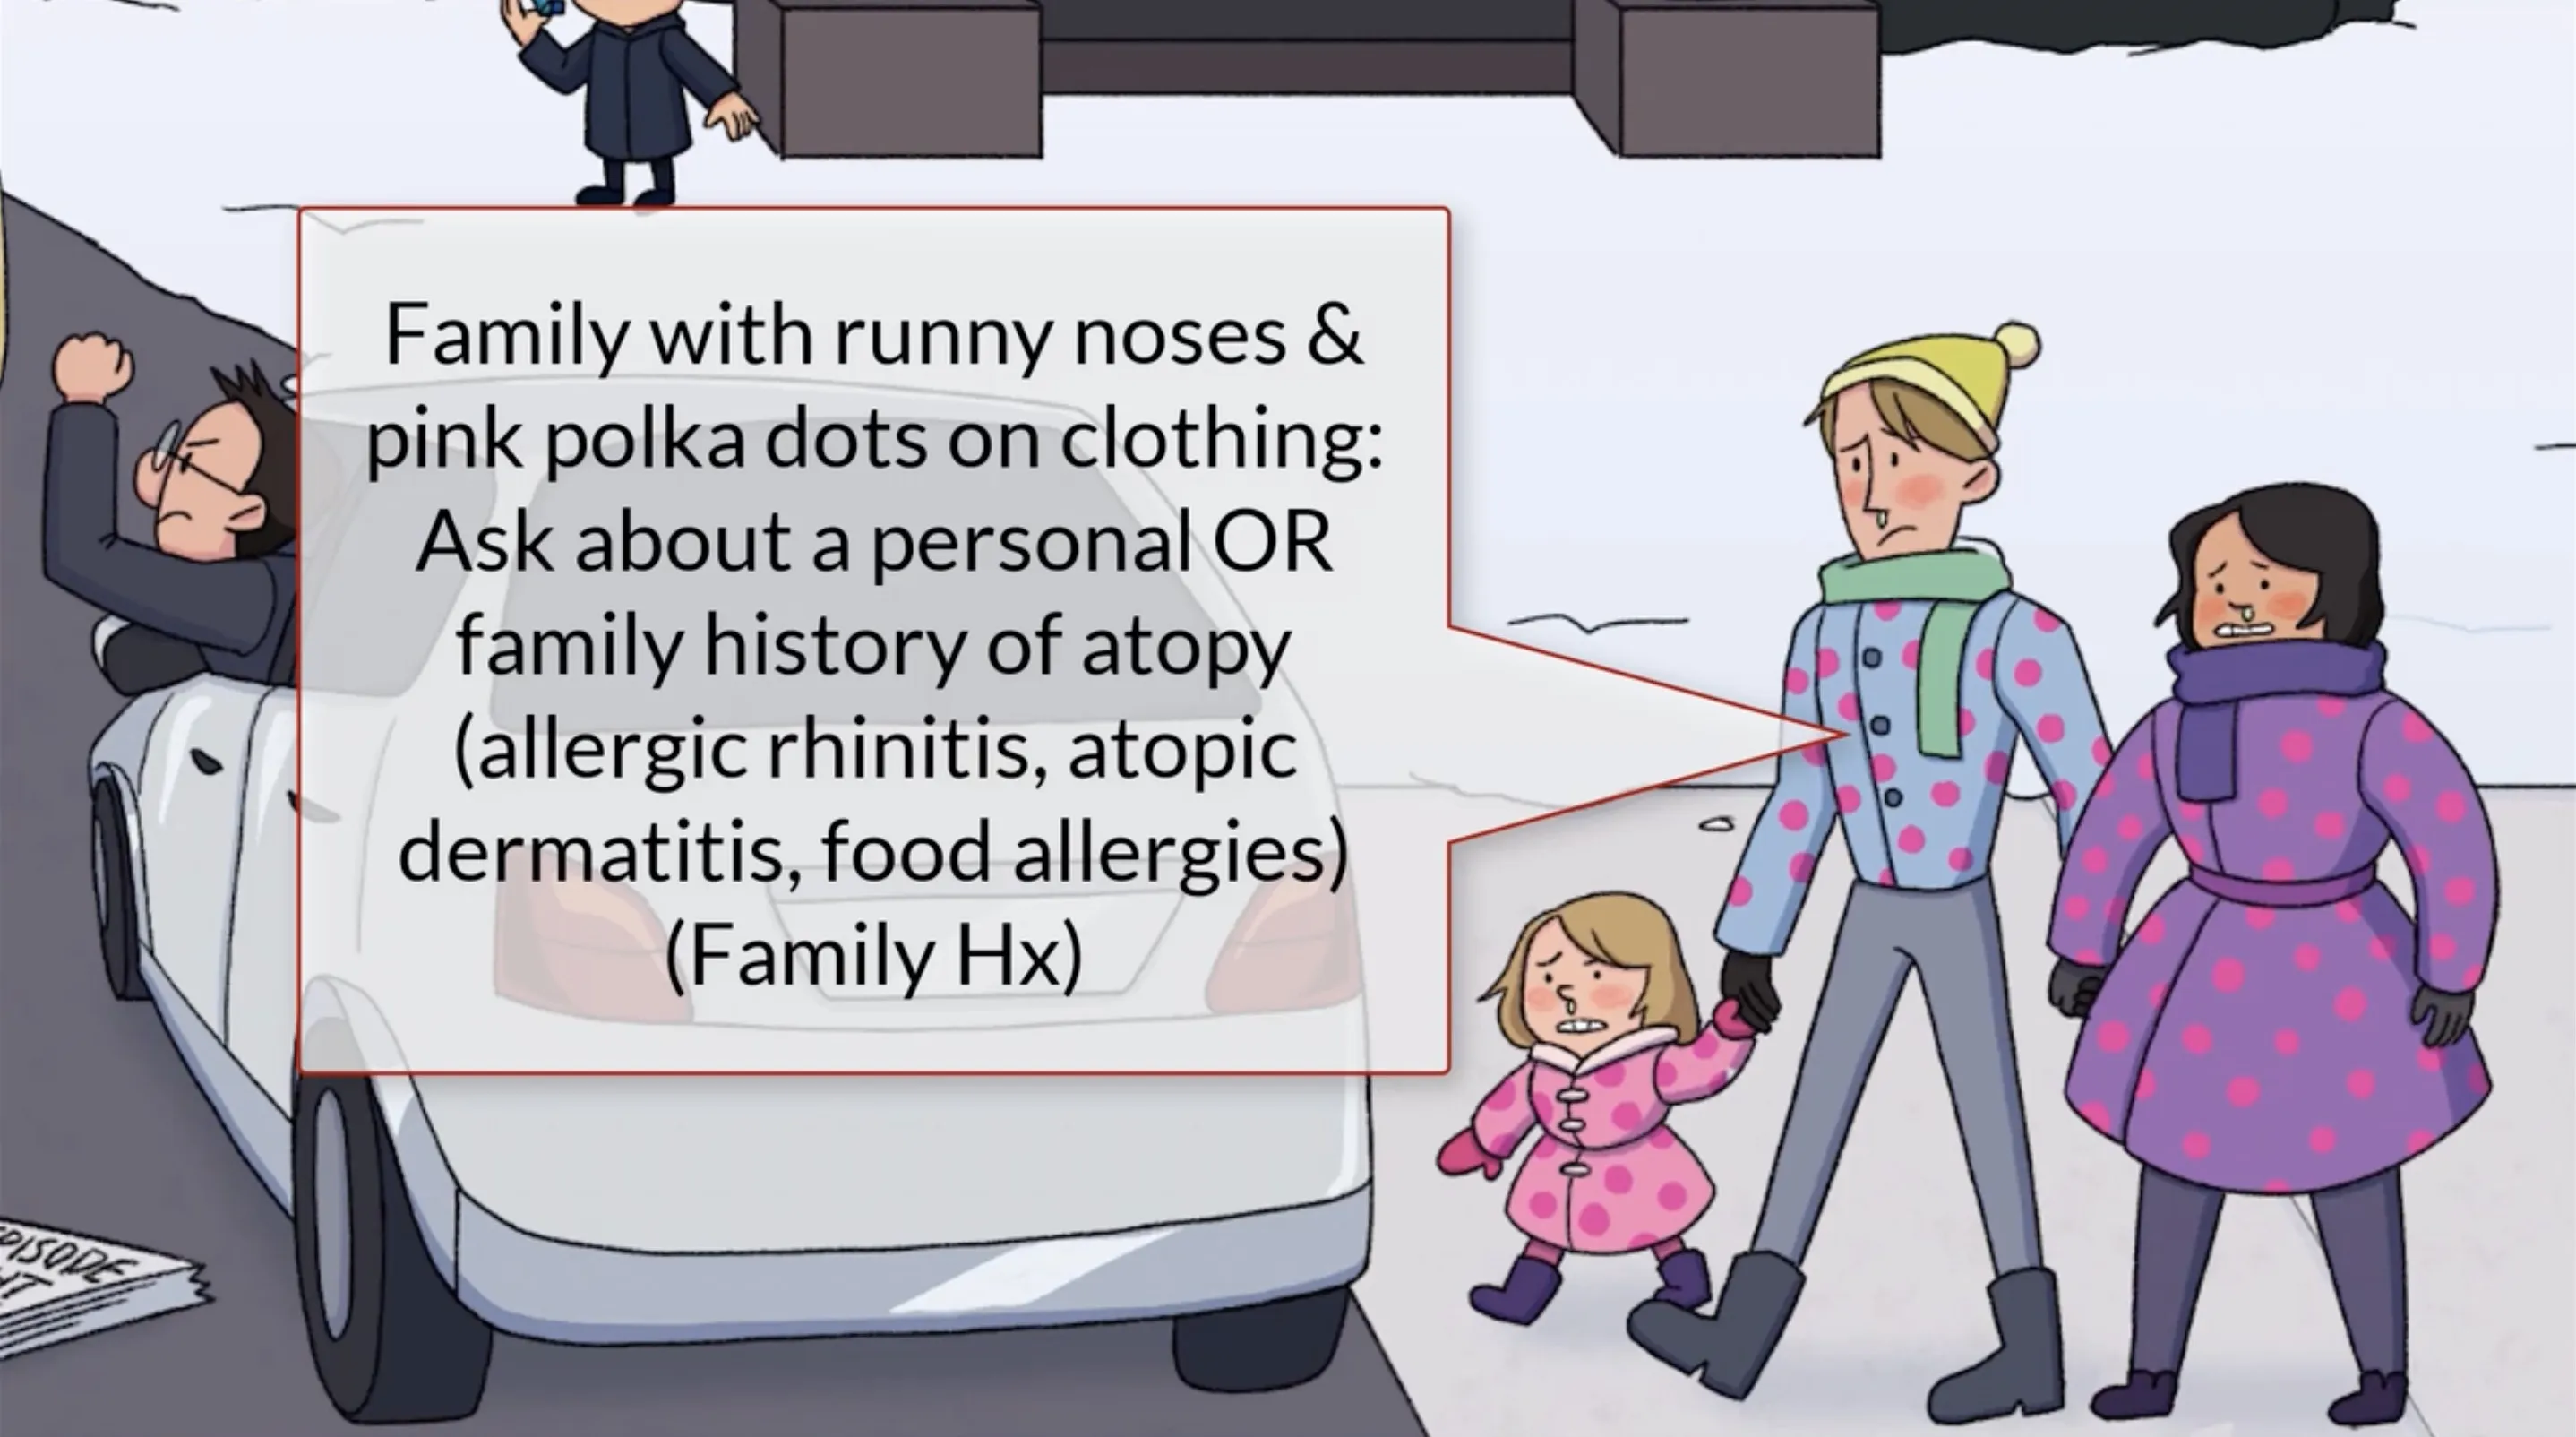 Family with runny noses &
pink polka dots on clothing:
Ask about a personal OR
family history of atopy
(allergic rhinitis, atopic
dermatitis, food allergies)
(Family Hx)